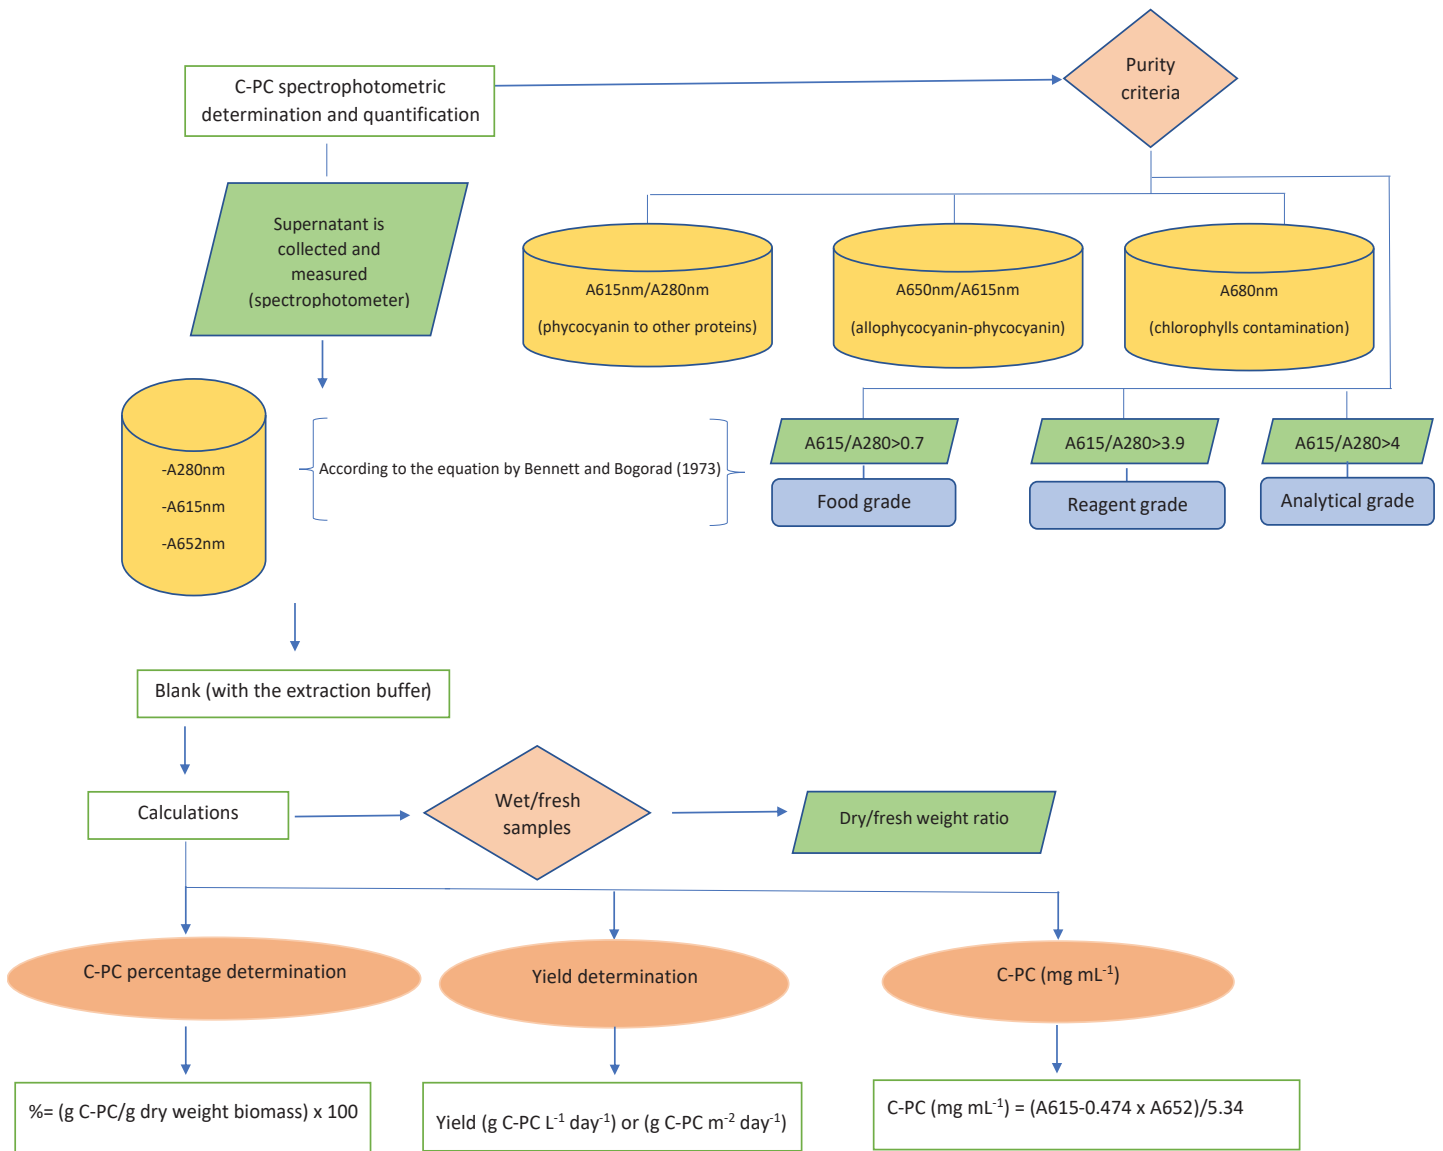 C-PC spectrophotometric
determination and quantification
Purity
criteria
Supernatant is
collected and
measured
(spectrophotometer)
A615nm/A280nm
(phycocyanin to other proteins)
A650nm/A615nm
(allophycocyanin-phycocyanin)
A680nm
(chlorophylls contamination)
-A280nm
-A615nm
-A652nm
According to the equation by Bennett and Bogorad (1973)
A615/A280>0.7
A615/A280>3.9
A615/A280>4
Food grade
Reagent grade
Analytical grade
Blank (with the extraction buffer)
Calculations
Wet/fresh
samples
Dry/fresh weight ratio
C-PC percentage determination
Yield determination
C-PC (mg mL⁻¹)
%= (g C-PC/g dry weight biomass) x 100
Yield (g C-PC L⁻¹ day⁻¹) or (g C-PC m⁻² day⁻¹)
C-PC (mg mL⁻¹) = (A615-0.474 x A652)/5.34